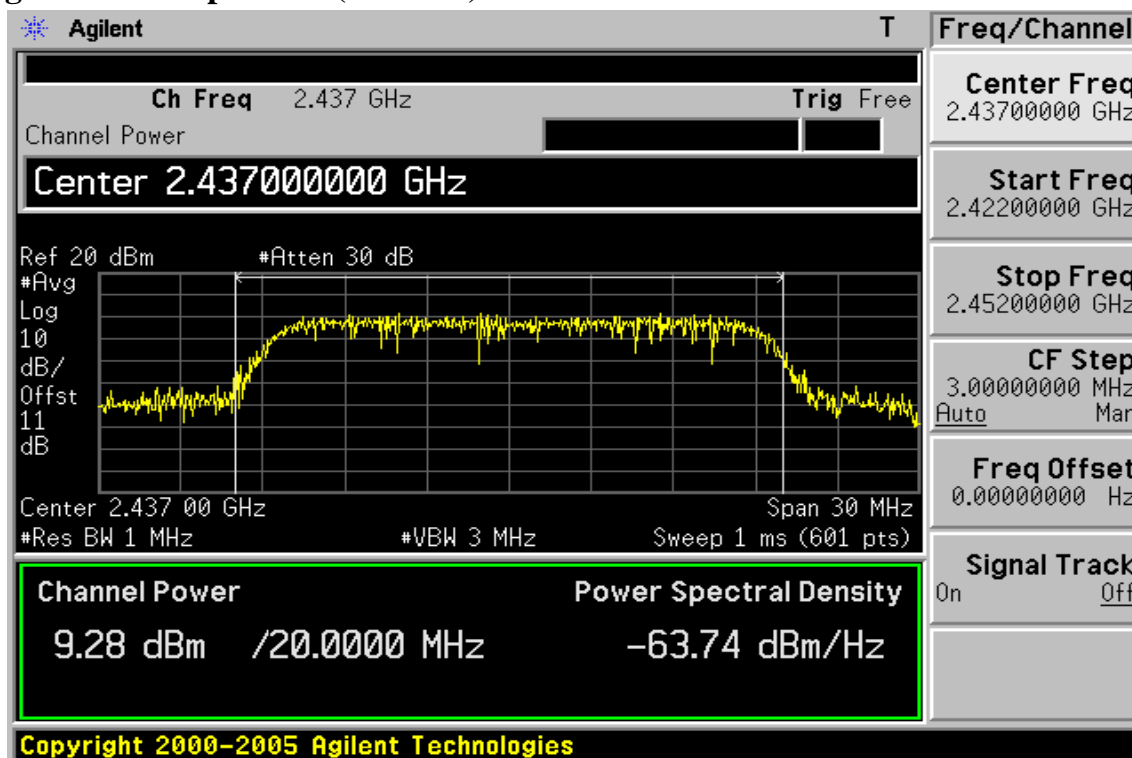 Agilent T
Ch Freq 2.437 GHz Trig Free
Channel Power
Center 2.437000000 GHz
Ref 20 dBm #Atten 30 dB
#Avg
Log
10
dB/
Offst
11
dB
Center 2.437 00 GHz Span 30 MHz
#Res BW 1 MHz #VBW 3 MHz Sweep 1 ms (601 pts)
Channel Power Power Spectral Density
9.28 dBm /20.0000 MHz -63.74 dBm/Hz
Copyright 2000-2005 Agilent Technologies
Freq/Channel
Center Freq
2.43700000 GHz
Start Freq
2.42200000 GHz
Stop Freq
2.45200000 GHz
CF Step
3.00000000 MHz
Auto Man
Freq Offset
0.00000000 Hz
Signal Track
On Off